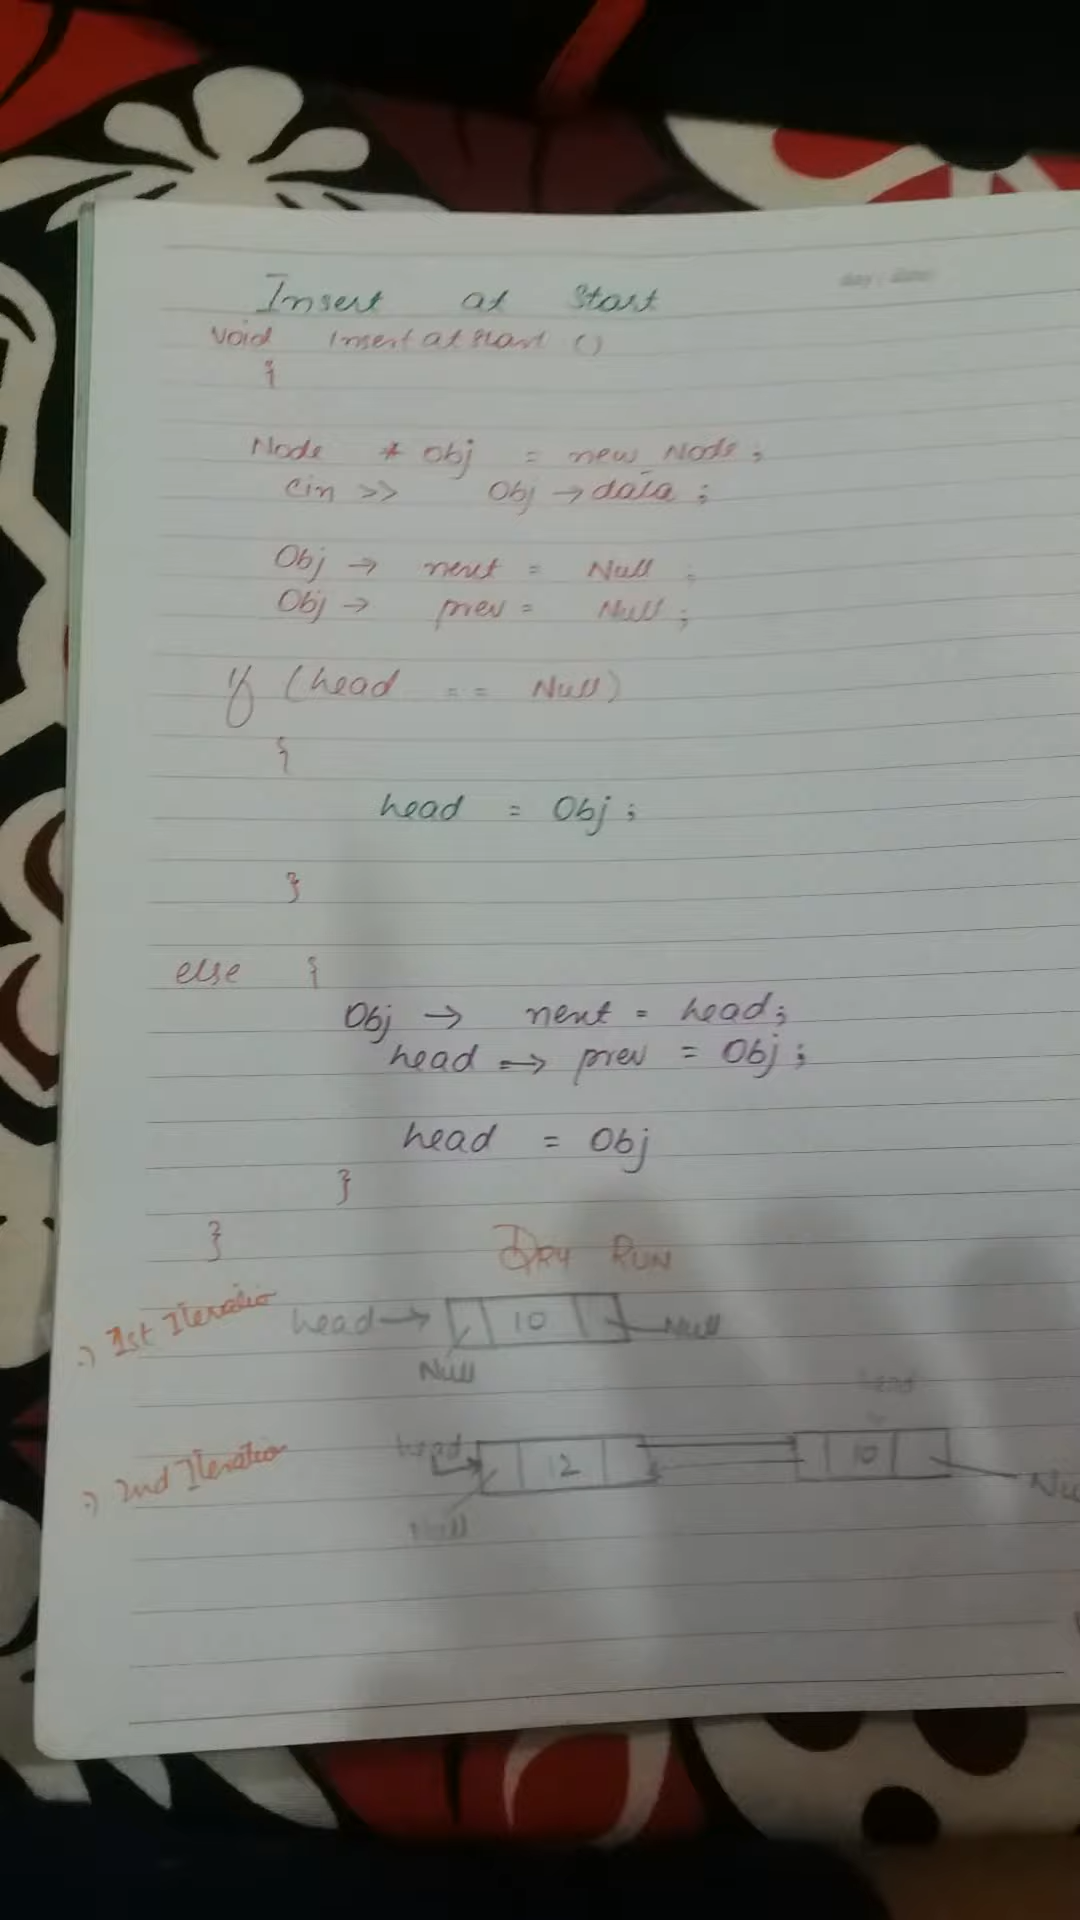 Insert at Start
void Insert at start ()
{
Node * Obj = new Node;
Cin >> Obj → data ;
Obj → next = Null ;
Obj → prev = Null ;
if (head == Null)
{
head = Obj ;
}
else {
Obj → next = head;
head → prev = Obj ;
head = Obj
}
}
DRY RUN
:) 1st Iteratio
head → 10 Null
Null
:) 2nd Iteratio
head 12 10
Null